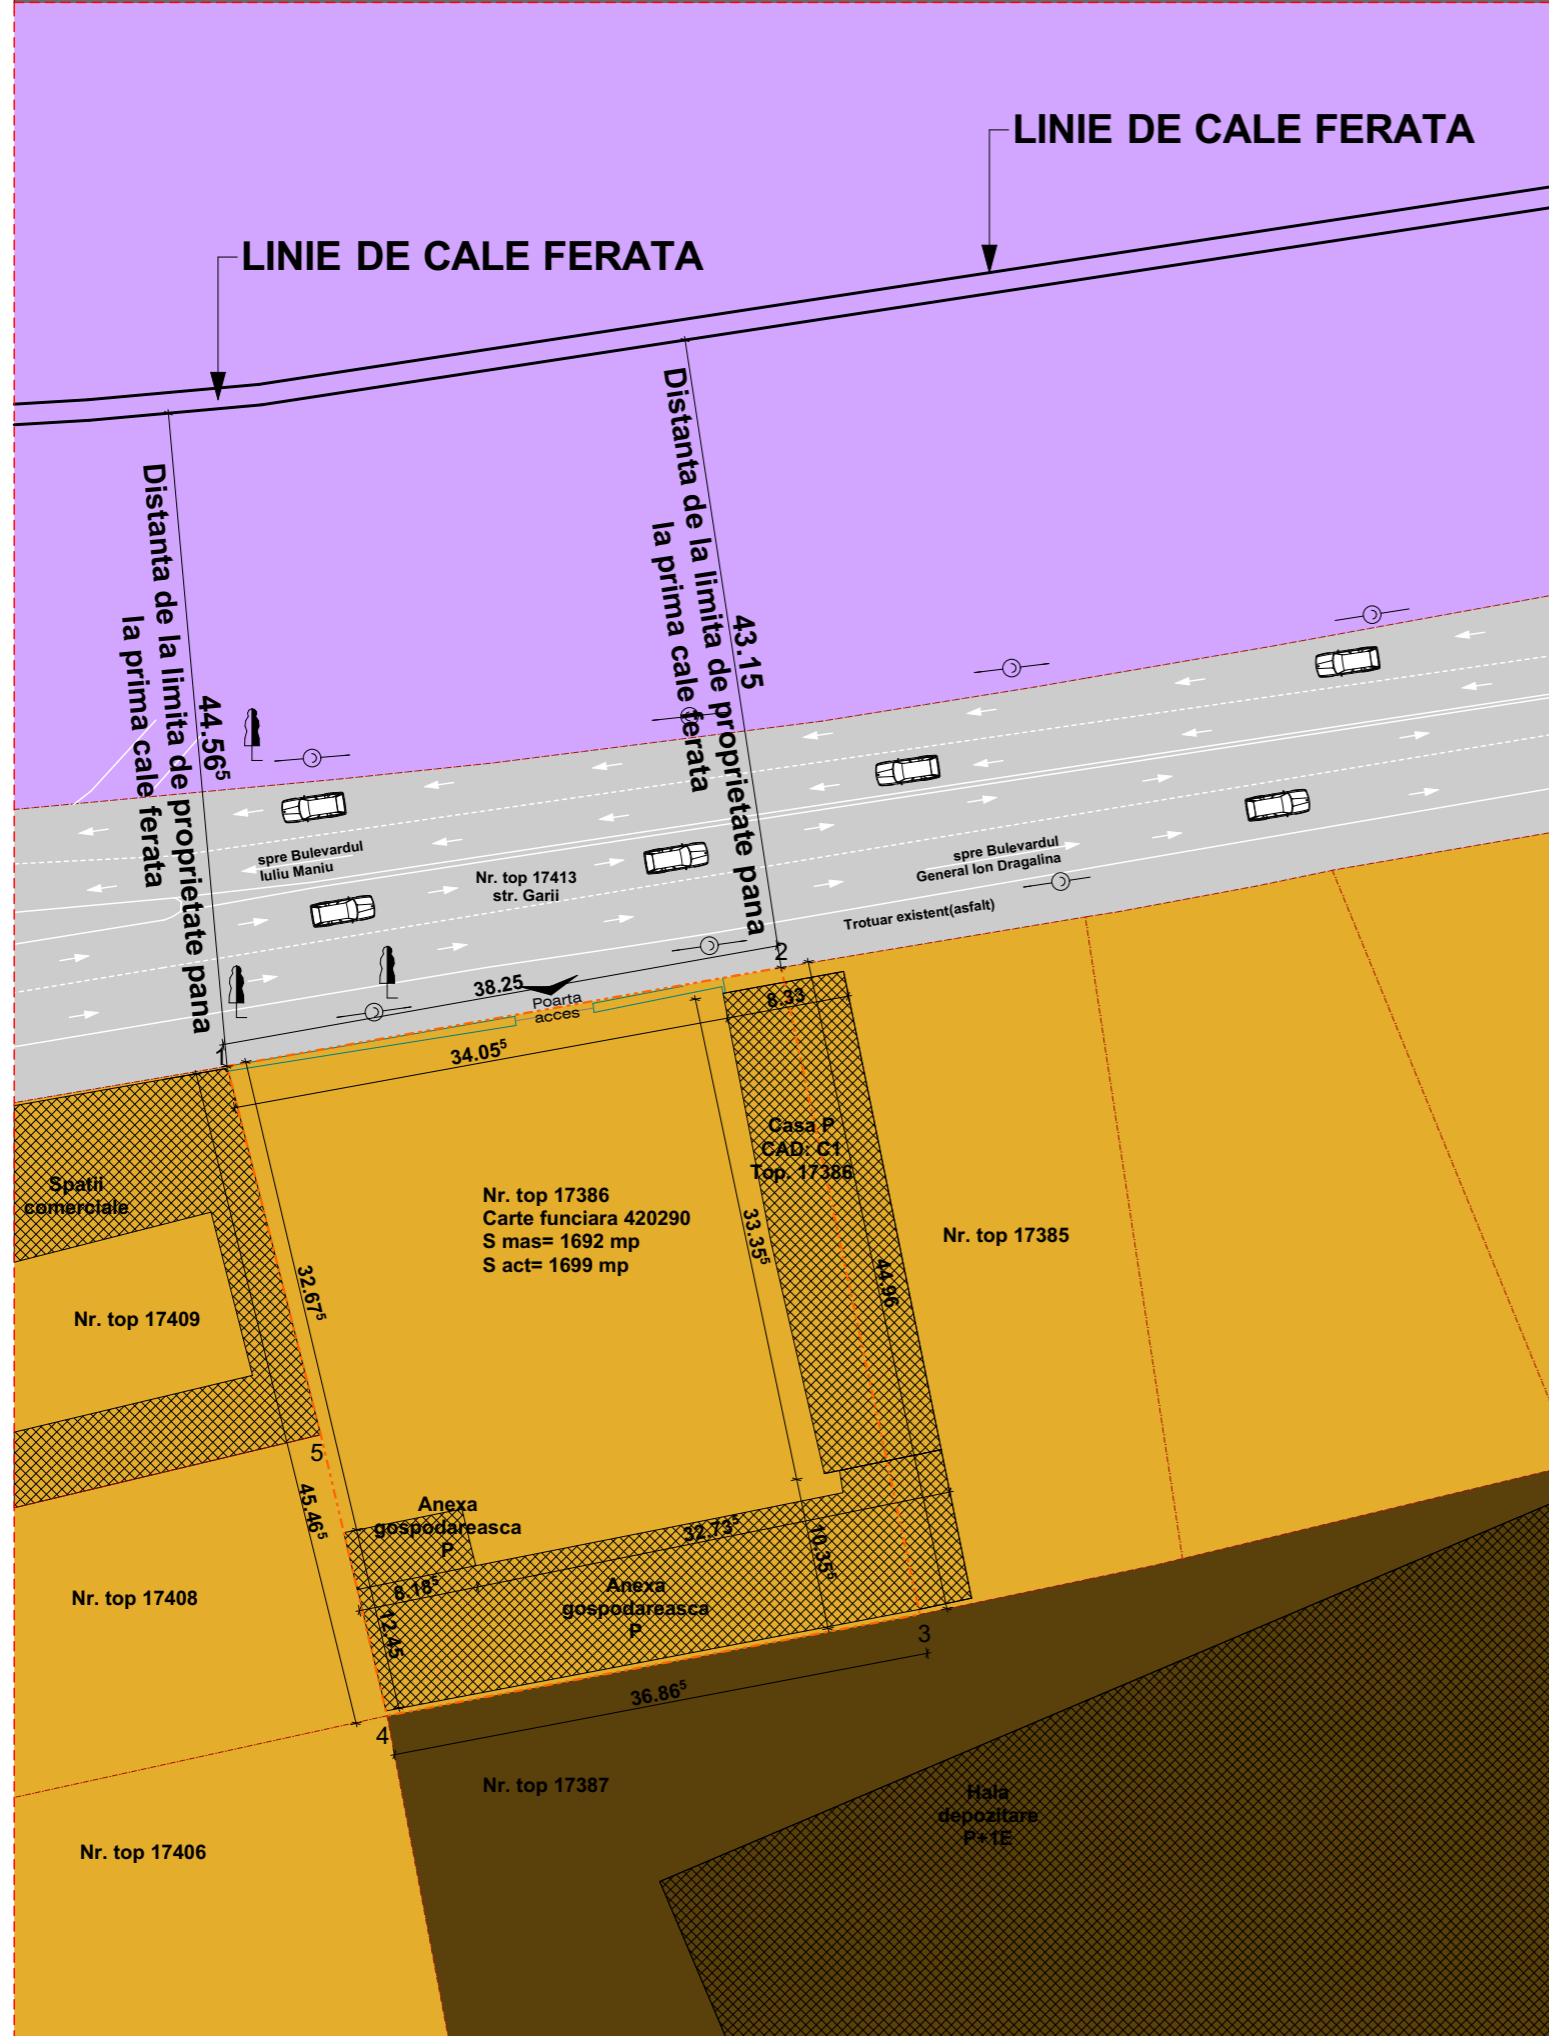 LINIE DE CALE FERATA
LINIE DE CALE FERATA
Distanta de la limita de proprietate pana
la prima cale ferata
44.56⁵
Distanta de la limita de proprietate pana
la prima cale ferata
43.15
spre Bulevardul
Iuliu Maniu
Nr. top 17413
str. Garii
spre Bulevardul
General Ion Dragalina
Trotuar existent(asfalt)
2
38.25
Poarta
acces
8.33
1
34.05⁵
Casa P
CAD: C1
Top. 17386
Spatii
comerciale
Nr. top 17386
Carte funciara 420290
S mas= 1692 mp
S act= 1699 mp
33.35⁵
44.96
Nr. top 17385
32.67⁵
Nr. top 17409
5
45.46⁵
Anexa
gospodareasca
P
32.73⁵
10.35⁵
8.18⁵
Anexa
gospodareasca
P
Nr. top 17408
12.45
3
36.86⁵
4
Nr. top 17387
Hala
depozitare
P+1E
Nr. top 17406